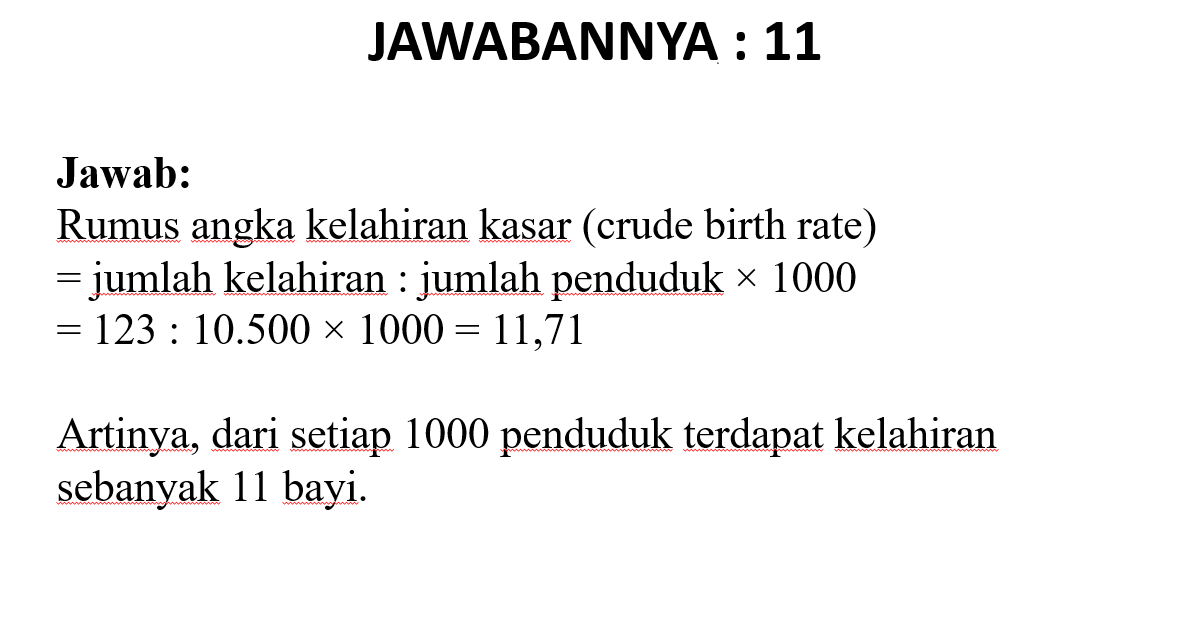 JAWABANNYA : 11
Jawab:
Rumus angka kelahiran kasar (crude birth rate)
= jumlah kelahiran : jumlah penduduk × 1000
= 123 : 10.500 × 1000 = 11,71
Artinya, dari setiap 1000 penduduk terdapat kelahiran
sebanyak 11 bayi.